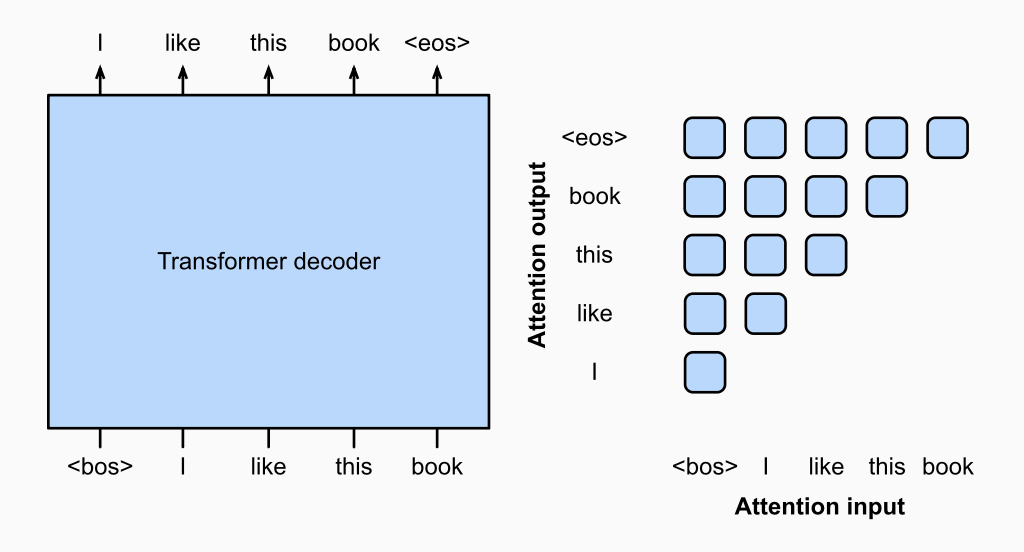 I like this book <eos>
Transformer decoder
<bos> I like this book
Attention output
<eos>
book
this
like
I
<bos> I like this book
Attention input